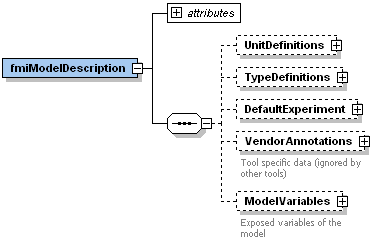 attributes
fmiModelDescription
UnitDefinitions
TypeDefinitions
DefaultExperiment
VendorAnnotations
Tool specific data (ignored by
other tools)
ModelVariables
Exposed variables of the
model